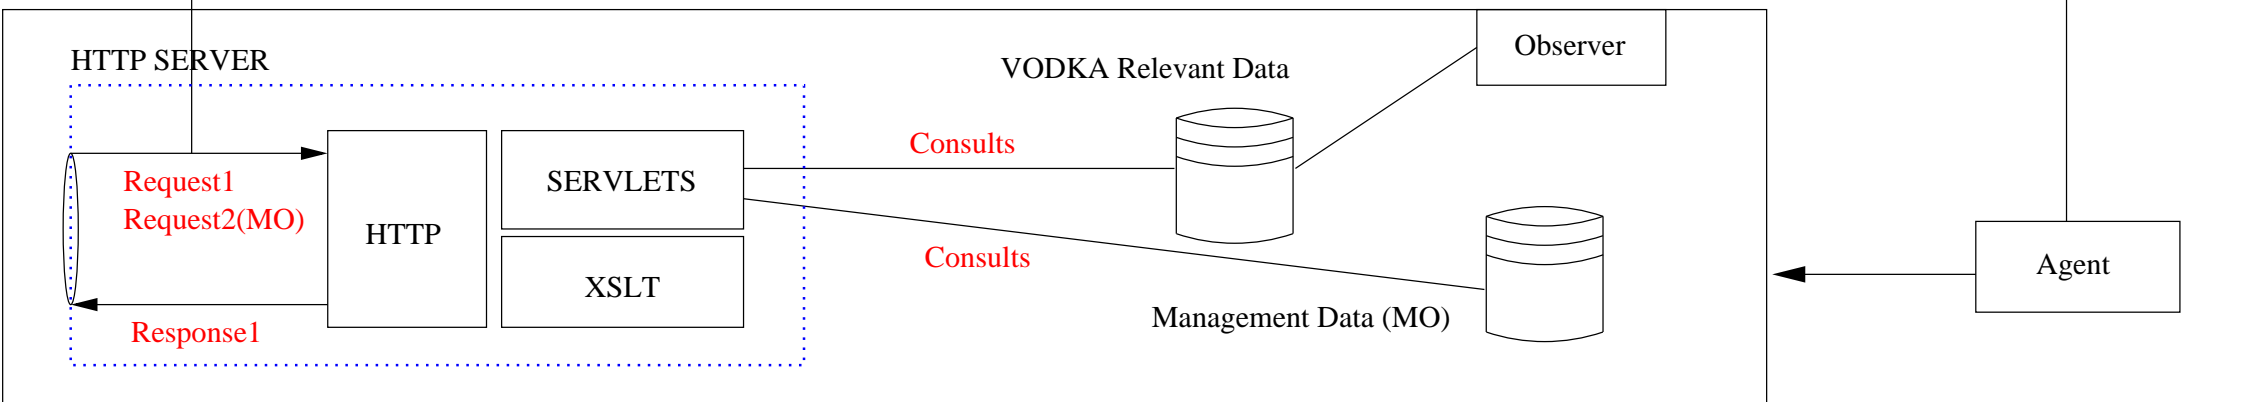 HTTP SERVER
VODKA Relevant Data
Observer
Consults
Request1
Request2(MO)
HTTP
SERVLETS
XSLT
Consults
Agent
Management Data (MO)
Response1